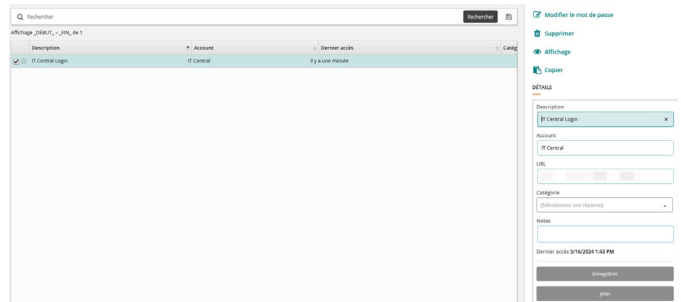 Rechercher Rechercher
Affichage _DÉBUT_ - _FIN_ de 1
Description Account Dernier accès Catég
IT Central Login IT Central il y a une minute
Modifier le mot de passe
Supprimer
Affichage
Copier
DÉTAILS
Description
IT Central Login
Account
IT Central
URL
Catégorie
(Sélectionnez une réponse)
Notes
Dernier accès 5/16/2024 1:43 PM
Enregistrer
Jeter